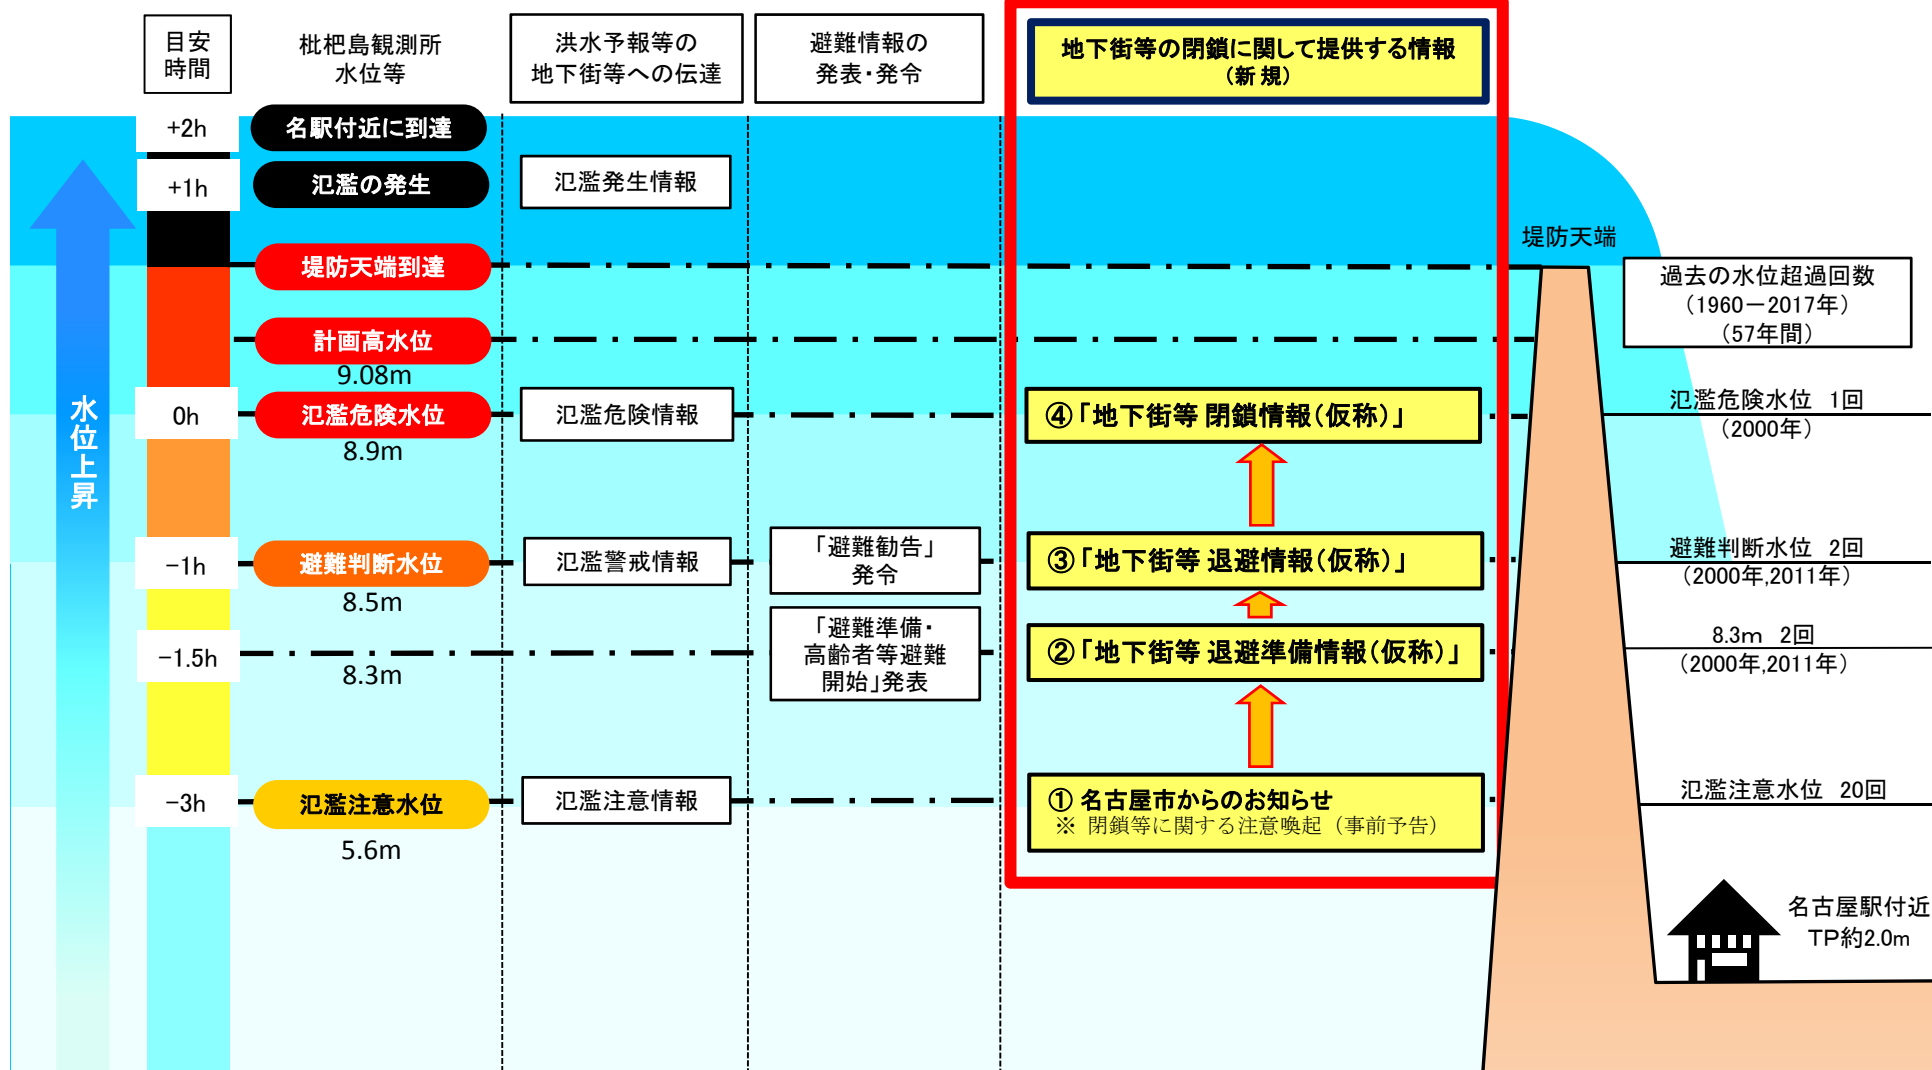 目安
時間
枇杷島観測所
水位等
洪水予報等の
地下街等への伝達
避難情報の
発表・発令
地下街等の閉鎖に関して提供する情報
（新規）
+2h
名駅付近に到達
+1h
氾濫の発生
氾濫発生情報
堤防天端
堤防天端到達
過去の水位超過回数
（1960－2017年）
（57年間）
計画高水位
9.08m
水位上昇
0h
氾濫危険水位
8.9m
氾濫危険情報
④「地下街等 閉鎖情報（仮称）」
氾濫危険水位 1回
（2000年）
−1h
避難判断水位
8.5m
氾濫警戒情報
「避難勧告」
発令
③「地下街等 退避情報（仮称）」
避難判断水位 2回
（2000年,2011年）
−1.5h
8.3m
「避難準備・
高齢者等避難
開始」発表
②「地下街等 退避準備情報（仮称）」
8.3m 2回
（2000年,2011年）
−3h
氾濫注意水位
5.6m
氾濫注意情報
① 名古屋市からのお知らせ
※ 閉鎖等に関する注意喚起（事前予告）
氾濫注意水位 20回
名古屋駅付近
TP約2.0m